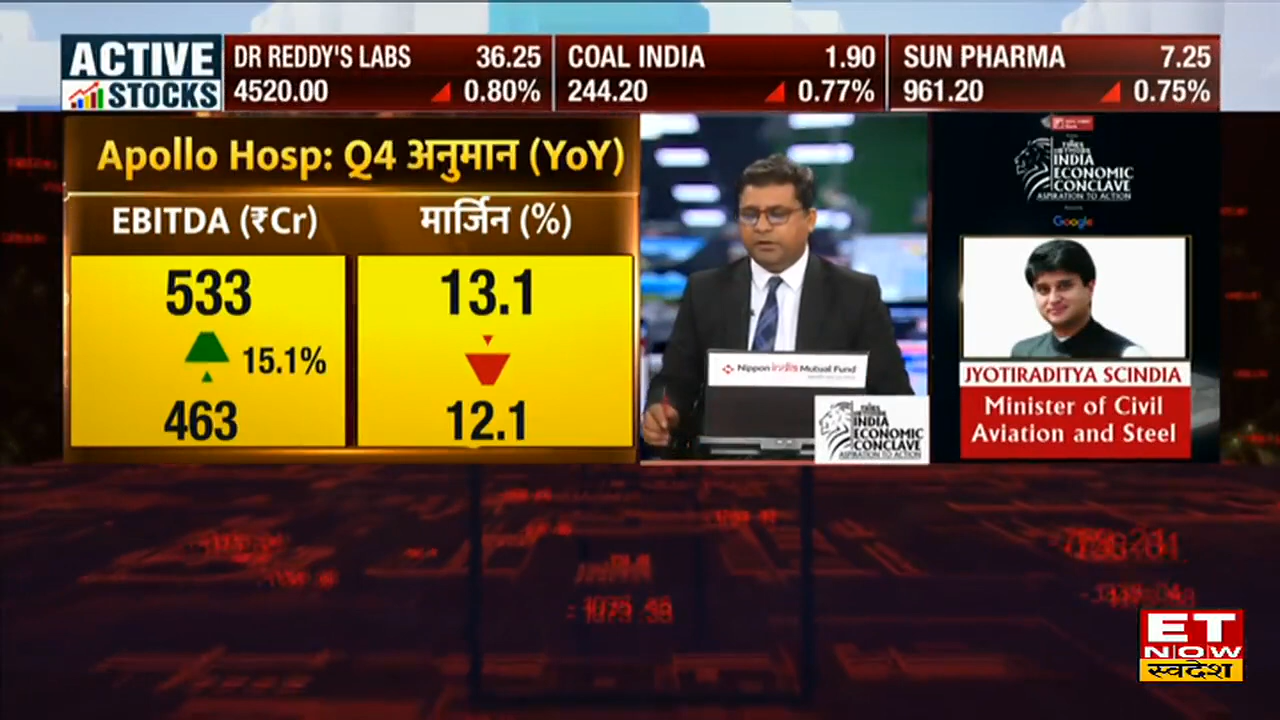 ACTIVE
STOCKS
DR REDDY'S LABS 36.25
4520.00 0.80%
COAL INDIA 1.90
244.20 0.77%
SUN PHARMA 7.25
961.20 0.75%
Apollo Hosp: Q4 अनुमान (YoY)
EBITDA (₹Cr)
मार्जिन (%)
533
15.1%
463
13.1
12.1
Nippon india Mutual Fund
INDIA
ECONOMIC
CONCLAVE
ASPIRATION TO ACTION
INDIA
ECONOMIC
CONCLAVE
ASPIRATION TO ACTION
Google
JYOTIRADITYA SCINDIA
Minister of Civil
Aviation and Steel
ET
NOW
स्वदेश